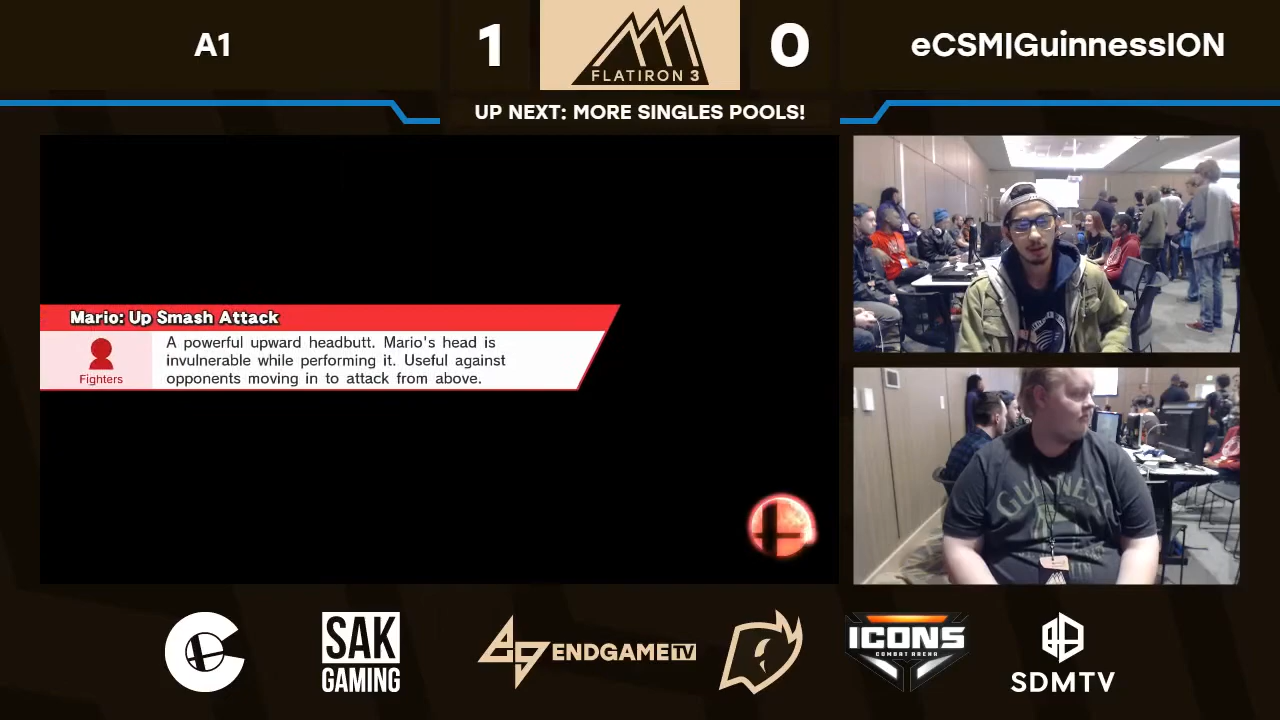 A1
1
FLATIRON 3
0
eCSM|GuinnessION
UP NEXT: MORE SINGLES POOLS!
Mario: Up Smash Attack
A powerful upward headbutt. Mario's head is
invulnerable while performing it. Useful against
opponents moving in to attack from above.
Fighters
GUINNESS
SAK
GAMING
ENDGAMETV
ICONS
COMBAT ARENA
SDMTV